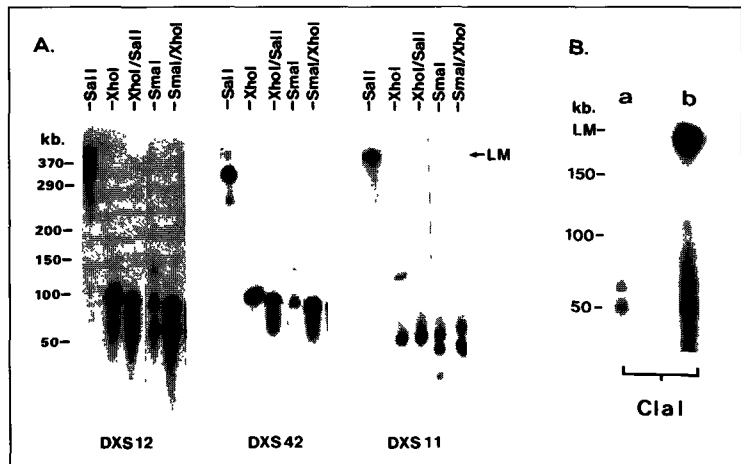 A.
-SalI
-XhoI
-XhoI/SalI
-SmaI
-SmaI/XhoI
-SalI
-XhoI
-XhoI/SalI
-SmaI
-SmaI/XhoI
-SalI
-XhoI
-XhoI/SalI
-SmaI
-SmaI/XhoI
kb.
370-
290-
200-
150-
100-
50-
←LM
DXS12
DXS42
DXS11
B.
a
b
kb.
LM-
150-
100-
50-
ClaI